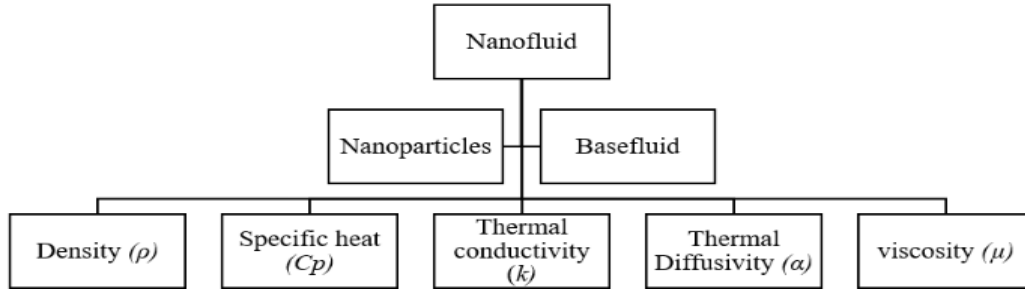 Nanofluid
Nanoparticles
Basefluid
Density (ρ)
Specific heat
(Cp)
Thermal
conductivity
(k)
Thermal
Diffusivity (α)
viscosity (μ)